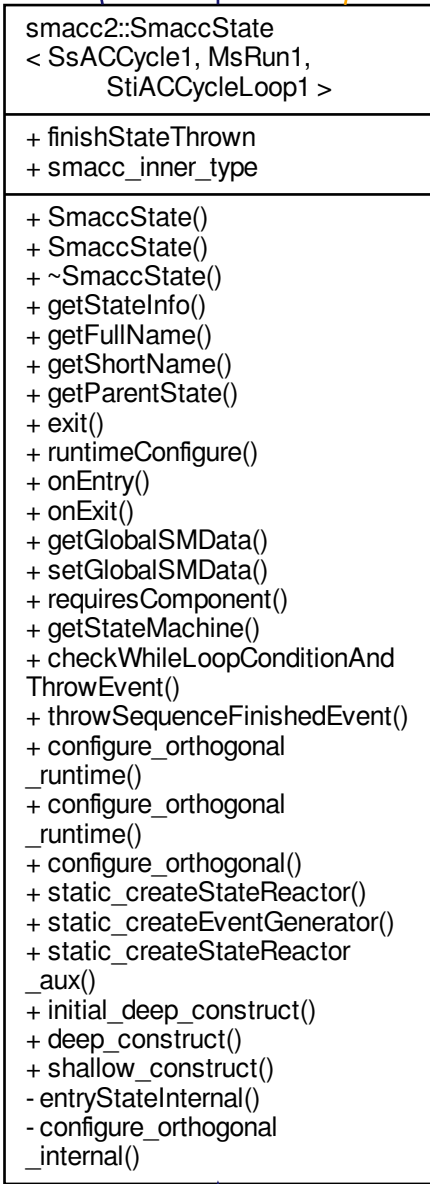 smacc2::SmaccState
< SsACCycle1, MsRun1,
StiACCycleLoop1 >
+ finishStateThrown
+ smacc_inner_type
+ SmaccState()
+ SmaccState()
+ ~SmaccState()
+ getStateInfo()
+ getFullName()
+ getShortName()
+ getParentState()
+ exit()
+ runtimeConfigure()
+ onEntry()
+ onExit()
+ getGlobalSMData()
+ setGlobalSMData()
+ requiresComponent()
+ getStateMachine()
+ checkWhileLoopConditionAnd
ThrowEvent()
+ throwSequenceFinishedEvent()
+ configure_orthogonal
_runtime()
+ configure_orthogonal
_runtime()
+ configure_orthogonal()
+ static_createStateReactor()
+ static_createEventGenerator()
+ static_createStateReactor
_aux()
+ initial_deep_construct()
+ deep_construct()
+ shallow_construct()
- entryStateInternal()
- configure_orthogonal
_internal()